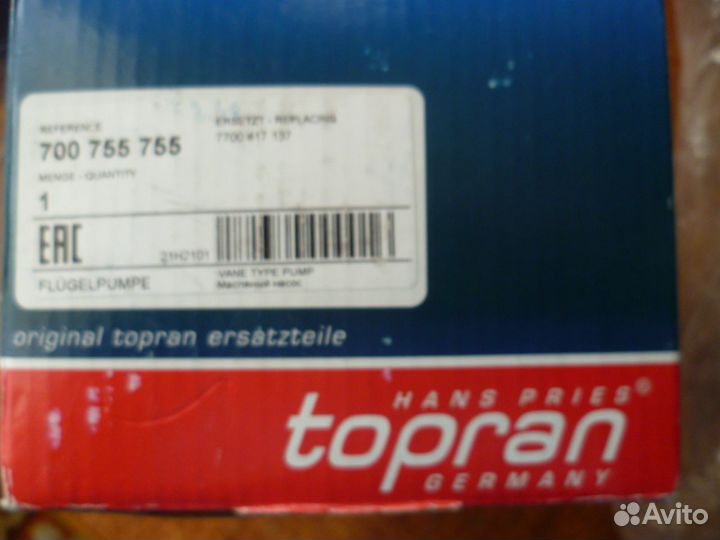 REFERENCE
ERSETZT - REPLACING
700 755 755
7700 417 137
MENGE - QUANTITY
1
EAC
21H0101
FLÜGELPUMPE
VANE TYPE PUMP
Масляный насос
original topran ersatzteile
HANS PRIES®
topran
GERMANY
Avito